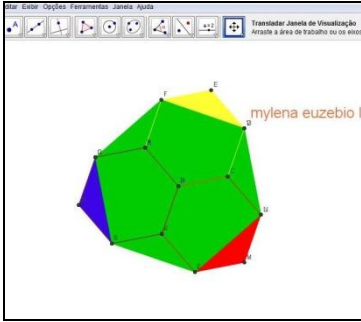 ditar Exibir Opções Ferramentas Janela Ajuda
A
a=2
Transladar Janela de Visualização
Arraste a área de trabalho ou os eixos
E
F
mylena euzebio
D
N
M